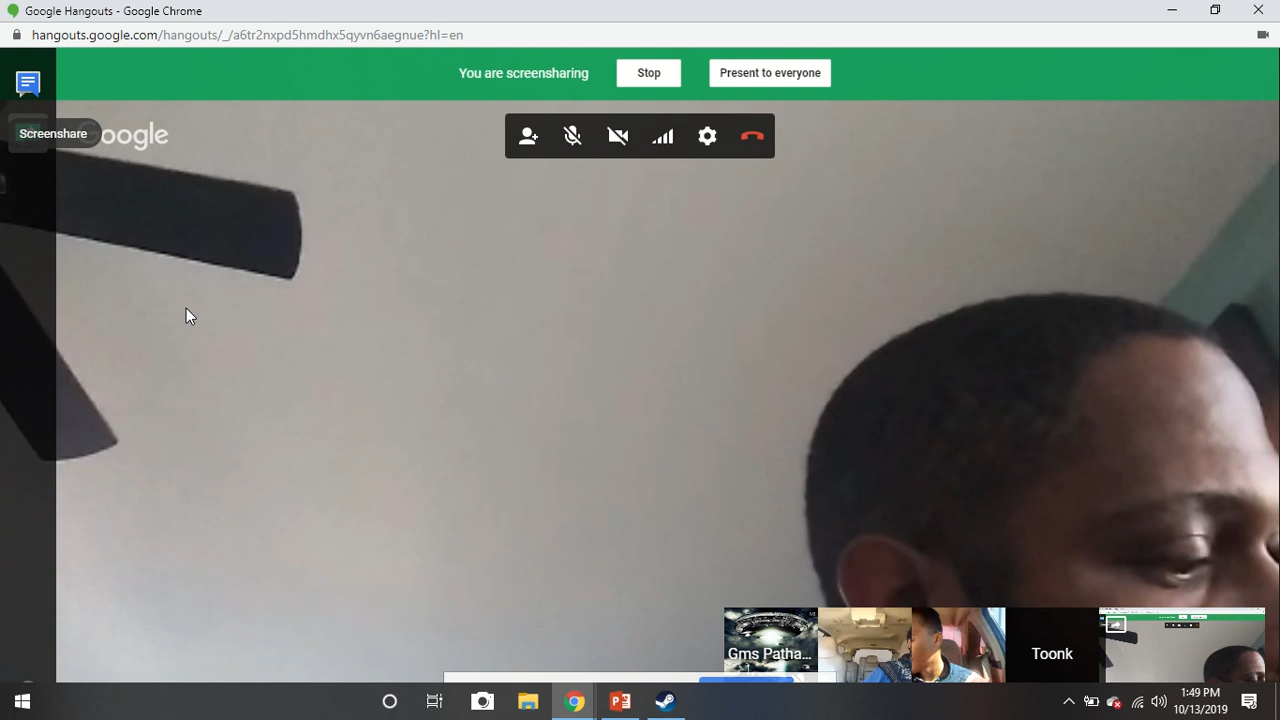 Google Hangouts - Google Chrome
hangouts.google.com/hangouts/_/a6tr2nxpd5hmdhx5qyvn6aegnue?hl=en
You are screensharing
Stop
Present to everyone
Screenshare
oogle
Gms Patha...
Toonk
1:49 PM
10/13/2019